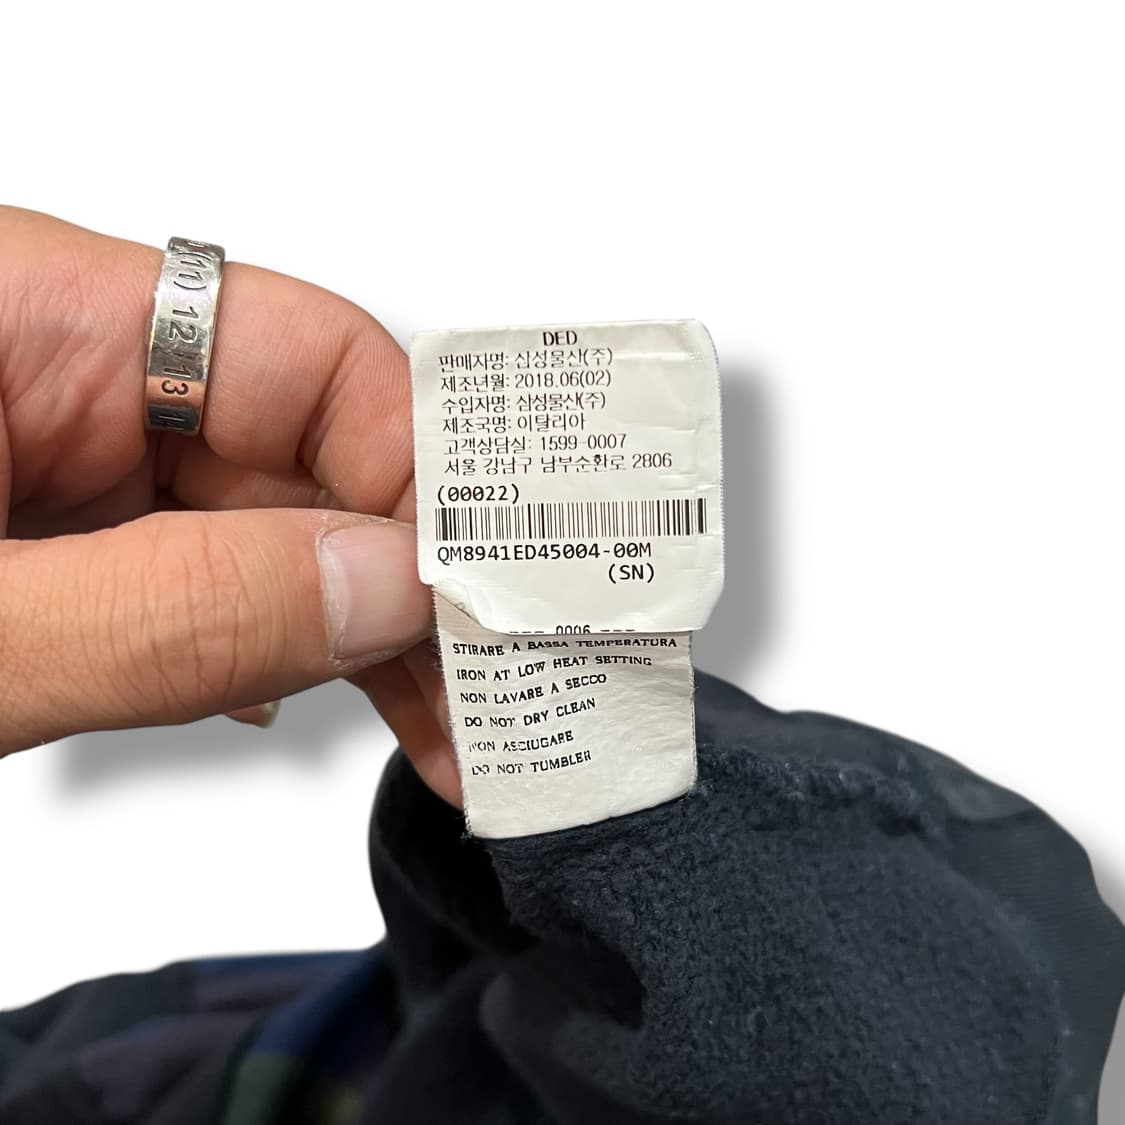 (11) 12 13
DED
판매자명: 삼성물산(주)
제조년월: 2018.06(02)
수입자명: 삼성물산(주)
제조국명: 이탈리아
고객상담실: 1599-0007
서울 강남구 남부순환로 2806
(00022)
QM8941ED45004-00M
(SN)
0006
STIRARE A BASSA TEMPERATURA
IRON AT LOW HEAT SETTING
NON LAVARE A SECCO
DO NOT DRY CLEAN
NON ASCIUGARE
DO NOT TUMBLER